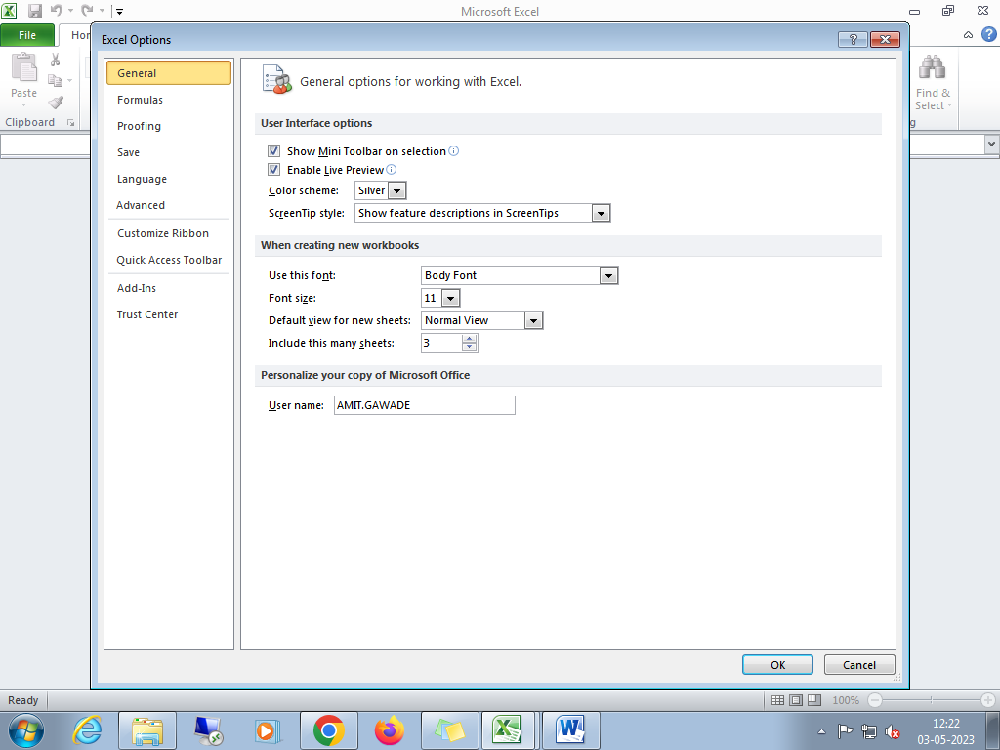 Microsoft Excel
File
Hor
Paste
Clipboard
Find &
Select
g
Excel Options
General
Formulas
Proofing
Save
Language
Advanced
Customize Ribbon
Quick Access Toolbar
Add-Ins
Trust Center
General options for working with Excel.
User Interface options
Show Mini Toolbar on selection
Enable Live Preview
Color scheme: Silver
ScreenTip style: Show feature descriptions in ScreenTips
When creating new workbooks
Use this font: Body Font
Font size: 11
Default view for new sheets: Normal View
Include this many sheets: 3
Personalize your copy of Microsoft Office
User name: AMIT.GAWADE
OK Cancel
Ready
100%
12:22
03-05-2023